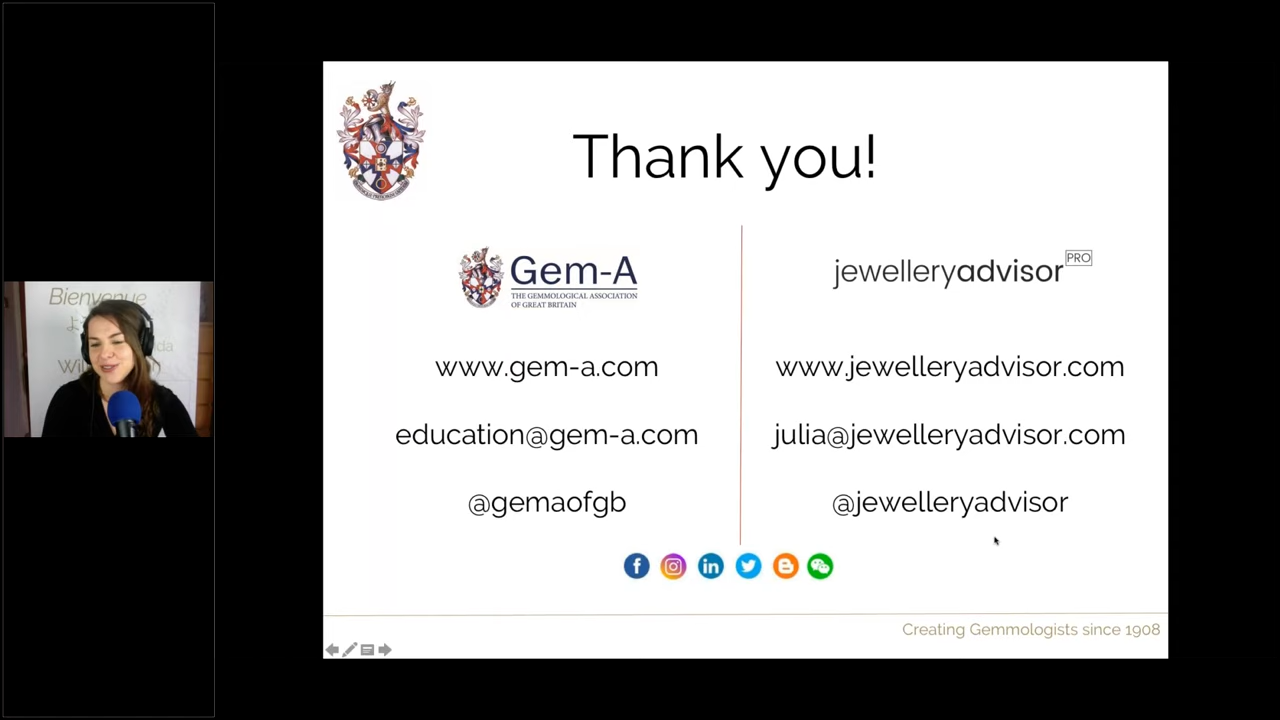 Bienvenue
Thank you!
Gem-A
THE GEMMOLOGICAL ASSOCIATION
OF GREAT BRITAIN
www.gem-a.com
education@gem-a.com
@gemaofgb
jewelleryadvisor PRO
www.jewelleryadvisor.com
julia@jewelleryadvisor.com
@jewelleryadvisor
Creating Gemmologists since 1908